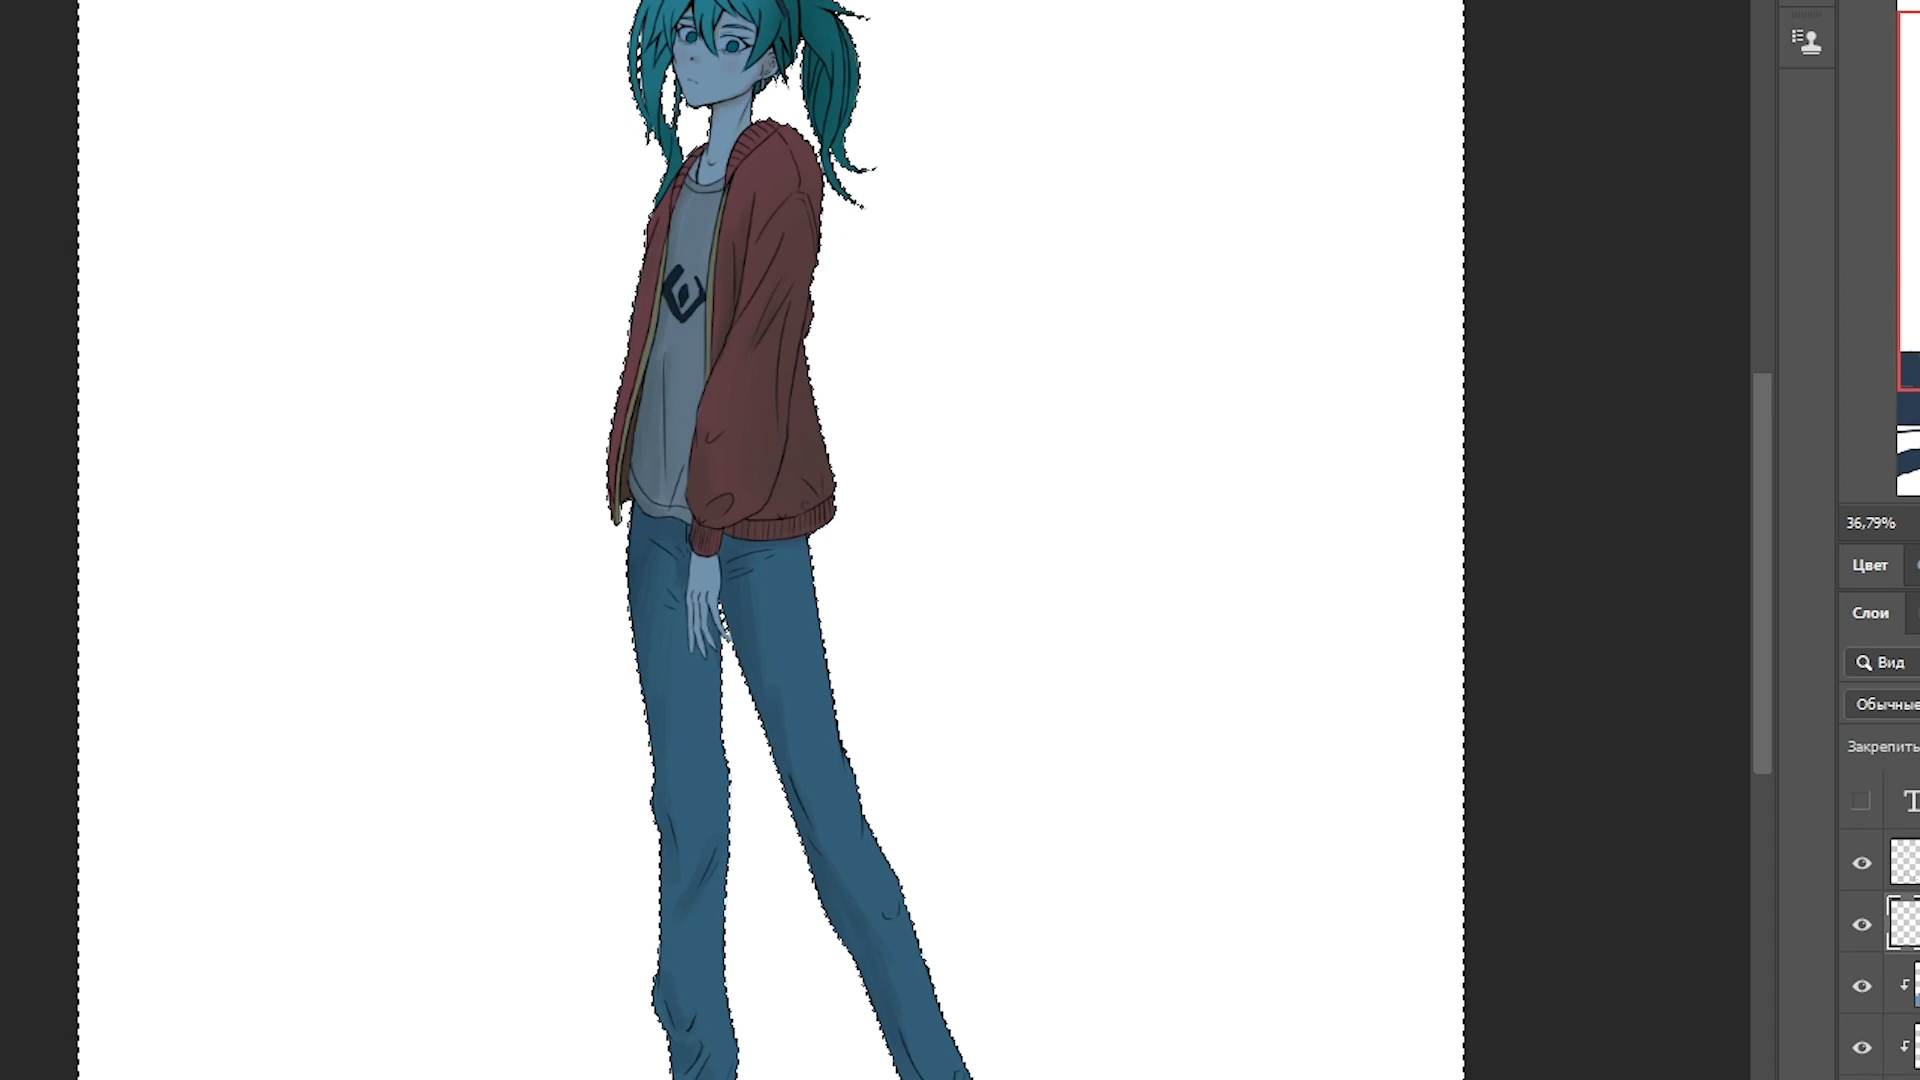 36,79%
Цвет
Слои
Вид
Обычные
Закрепить
T